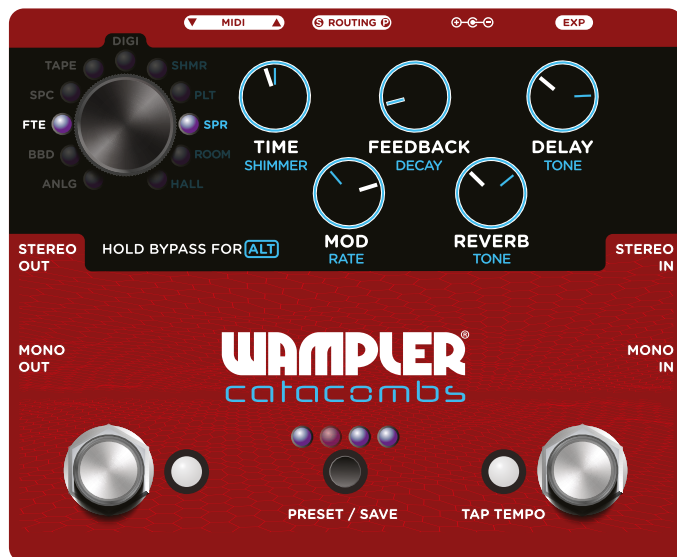 MIDI
S ROUTING P
EXP
DIGI
TAPE
SHMR
SPC
PLT
FTE
SPR
BBD
ROOM
ANLG
HALL
TIME
SHIMMER
FEEDBACK
DECAY
DELAY
TONE
MOD
RATE
REVERB
TONE
STEREO
OUT
HOLD BYPASS FOR ALT
STEREO
IN
MONO
OUT
WAMPLER®
catacombs
MONO
IN
PRESET / SAVE
TAP TEMPO